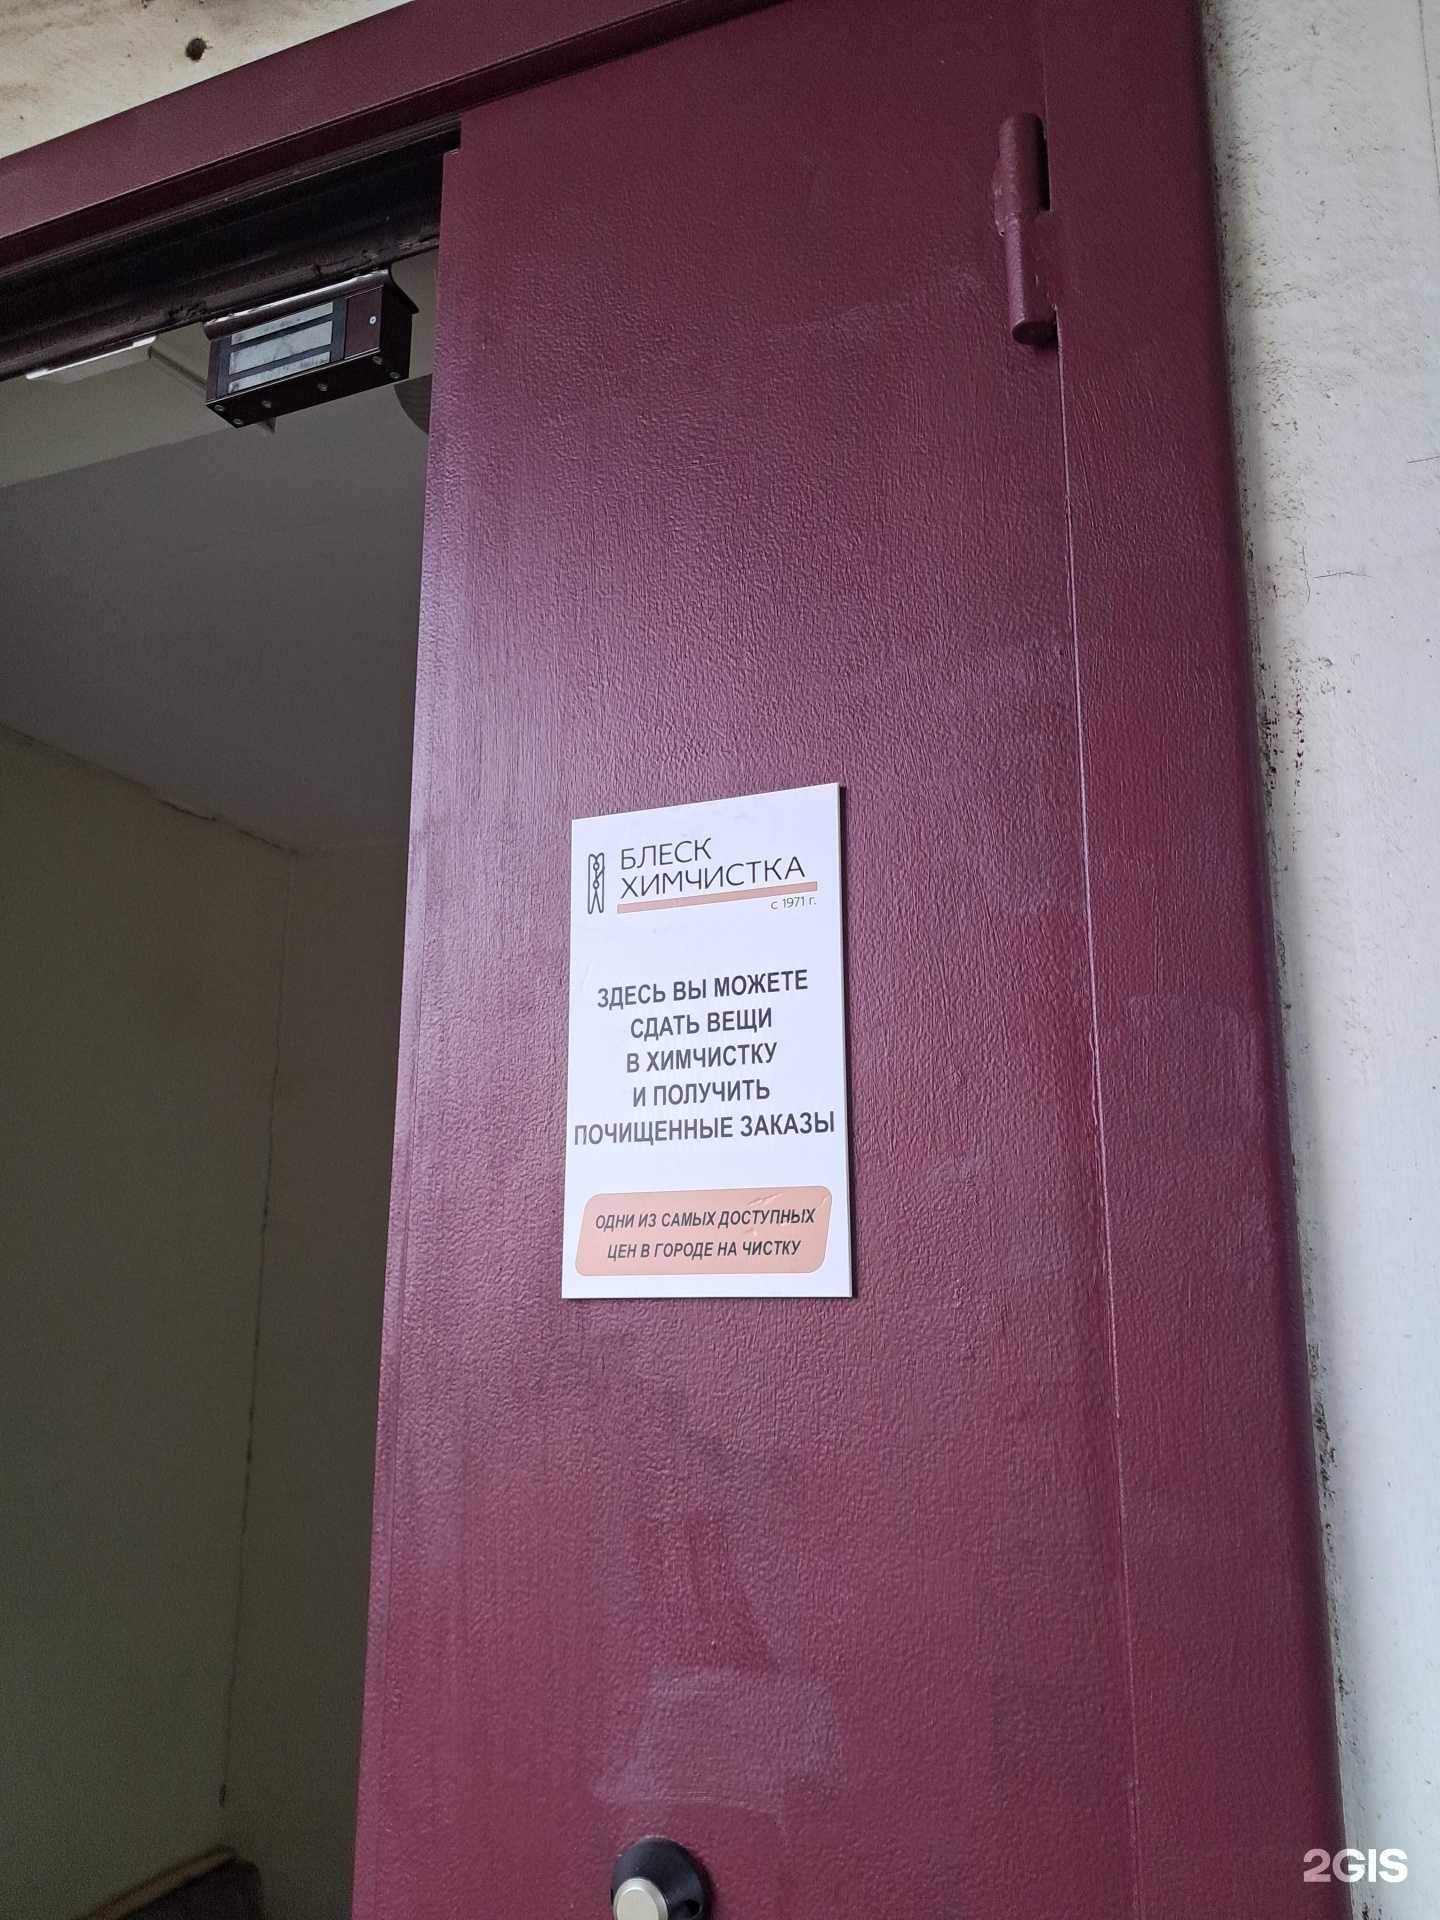 БЛЕСК
ХИМЧИСТКА
с 1971 г.
ЗДЕСЬ ВЫ МОЖЕТЕ
СДАТЬ ВЕЩИ
В ХИМЧИСТКУ
И ПОЛУЧИТЬ
ПОЧИЩЕННЫЕ ЗАКАЗЫ
ОДНИ ИЗ САМЫХ ДОСТУПНЫХ
ЦЕН В ГОРОДЕ НА ЧИСТКУ
2GIS